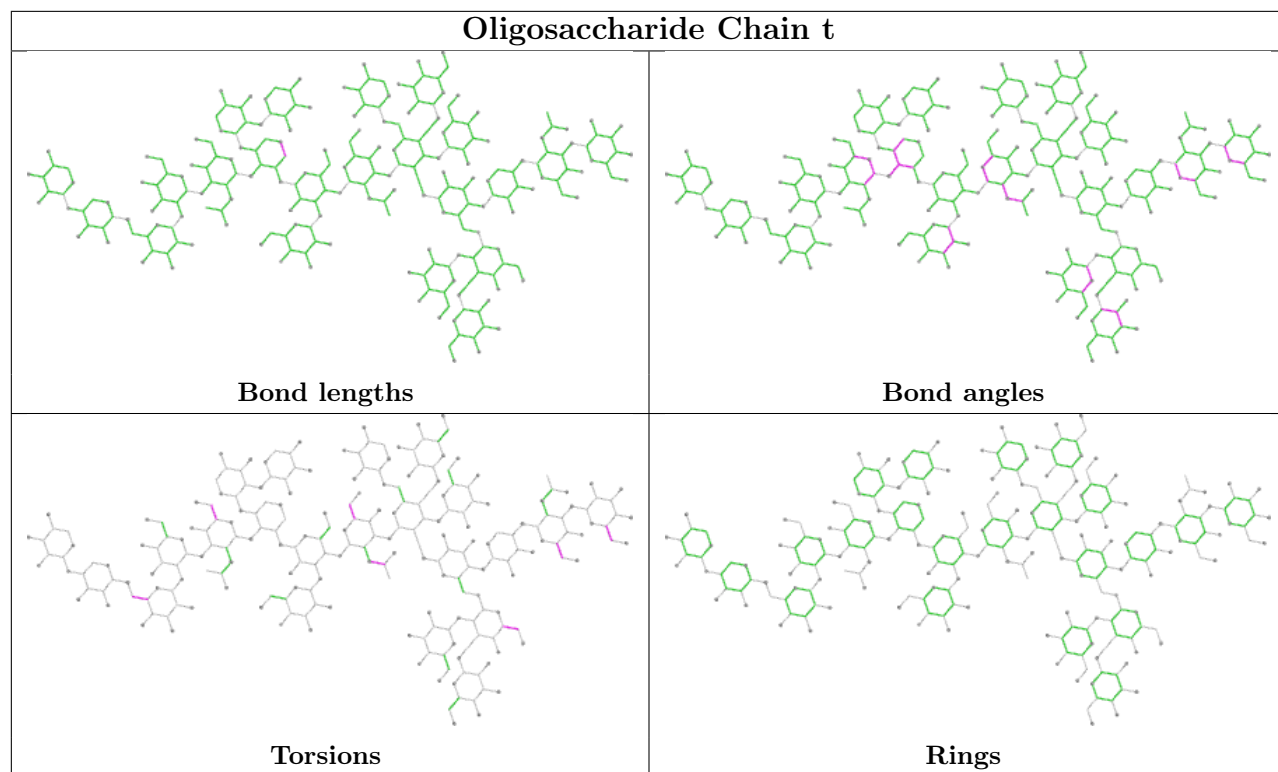 Oligosaccharide Chain t
Bond lengths
Bond angles
Torsions
Rings